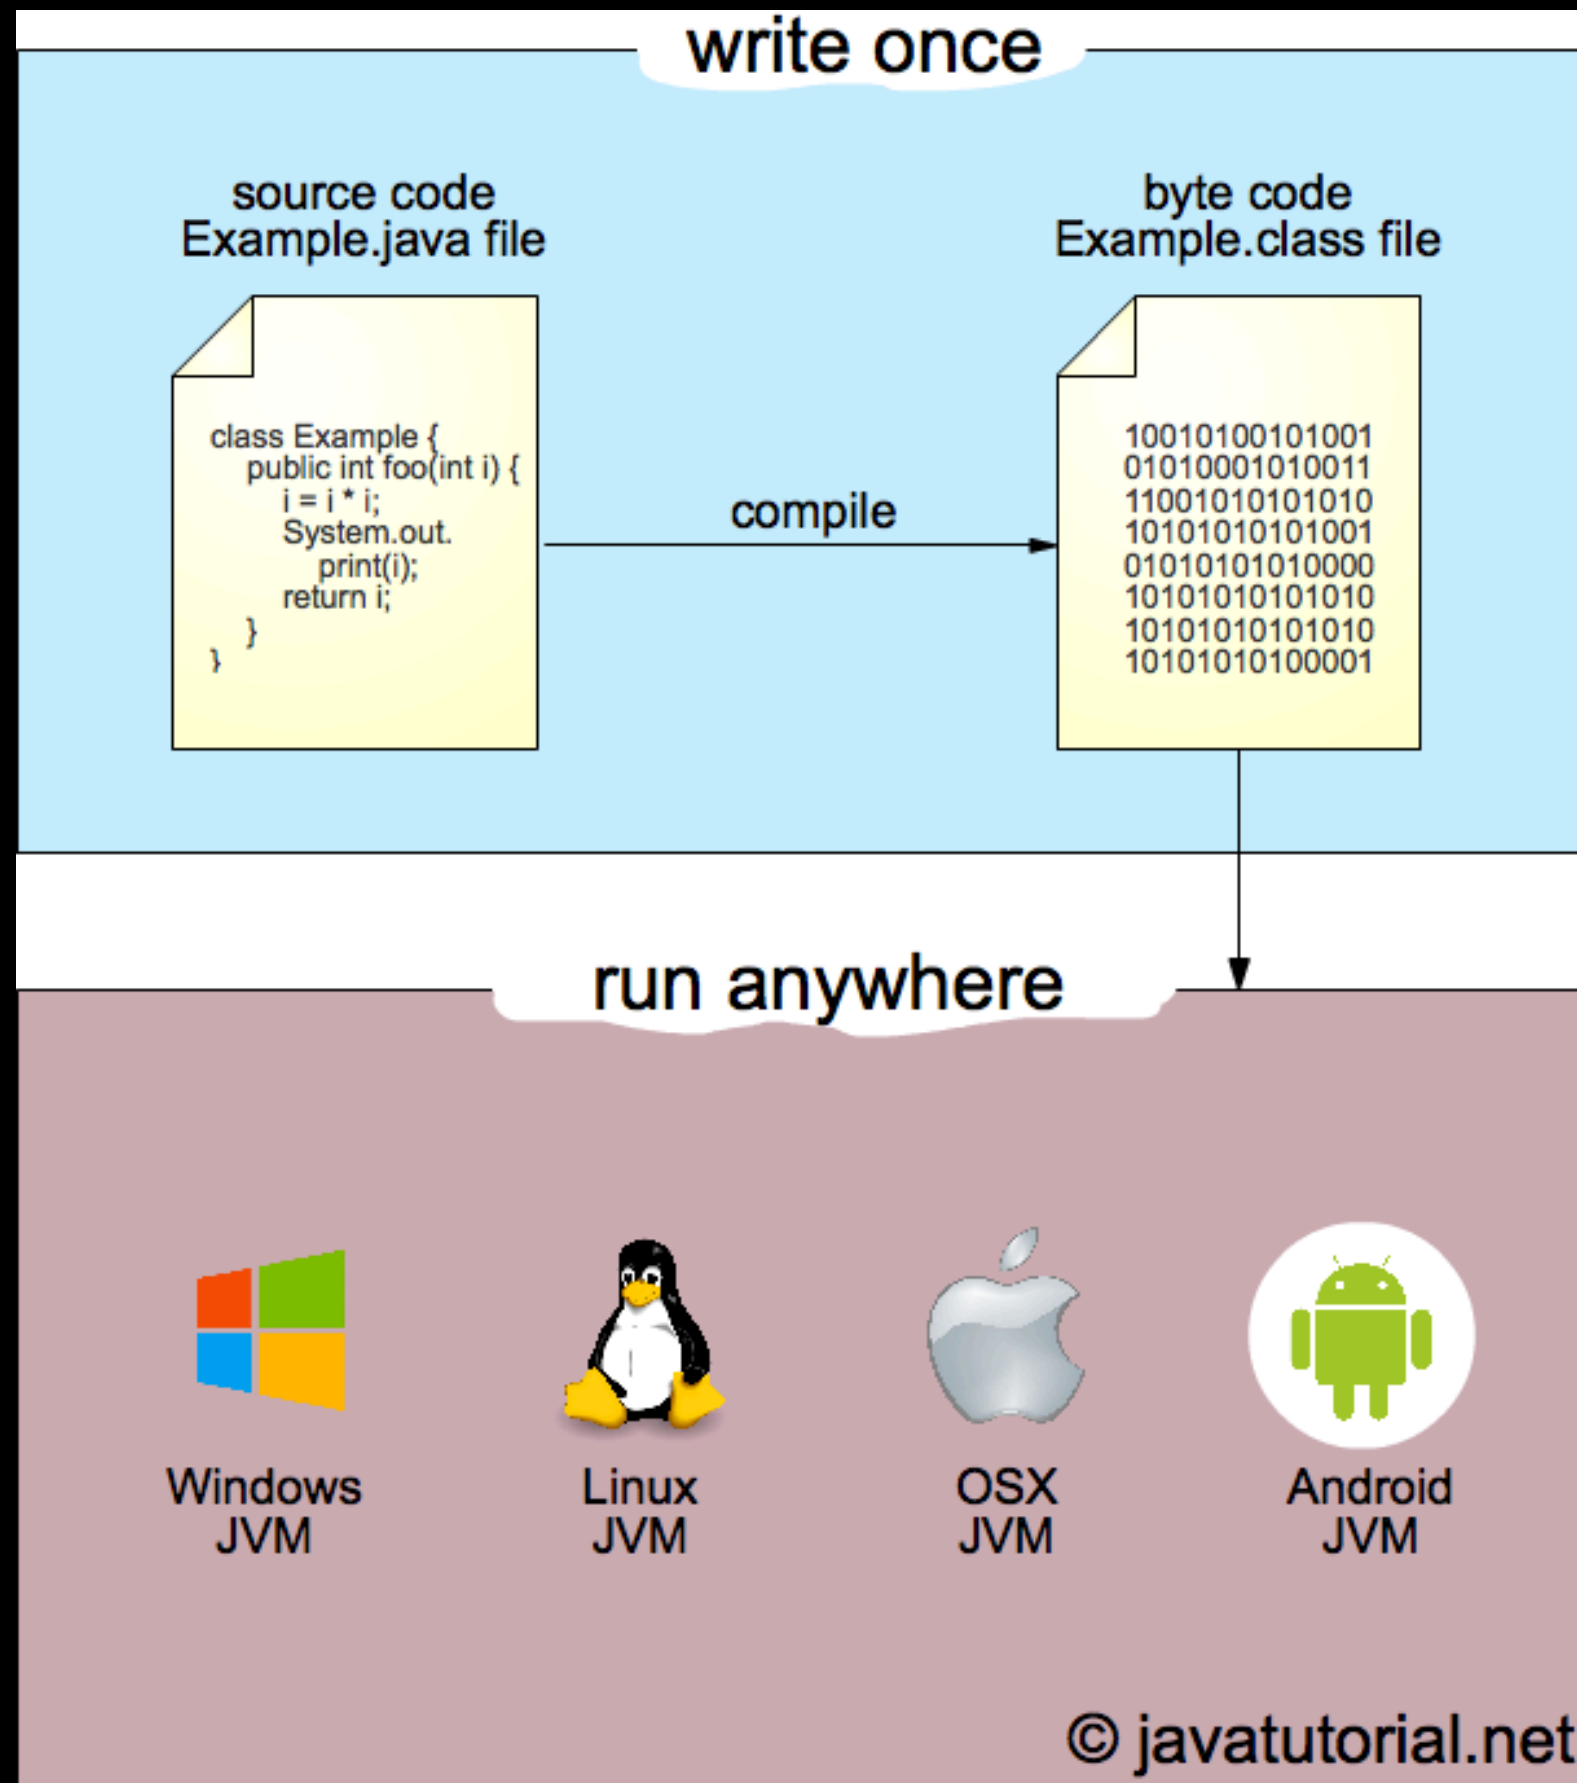 write once
source code
Example.java file
byte code
Example.class file
class Example {
public int foo(int i) {
i = i * i;
System.out.
print(i);
return i;
}
}
compile
10010100101001
01010001010011
11001010101010
10101010101001
01010101010000
10101010101010
10101010101010
10101010100001
run anywhere
Windows
JVM
Linux
JVM
OSX
JVM
Android
JVM
© javatutorial.net